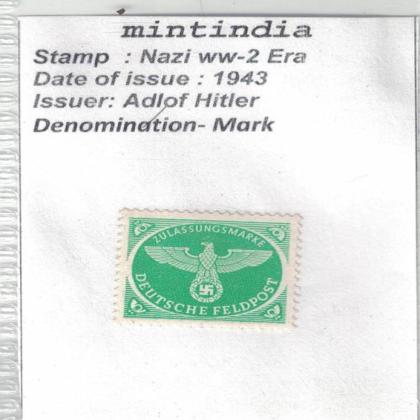 mintindia
Stamp : Nazi ww-2 Era
Date of issue : 1943
Issuer: Adlof Hitler
Denomination- Mark
ZULASSUNGSMARKE
DEUTSCHE FELDPOST